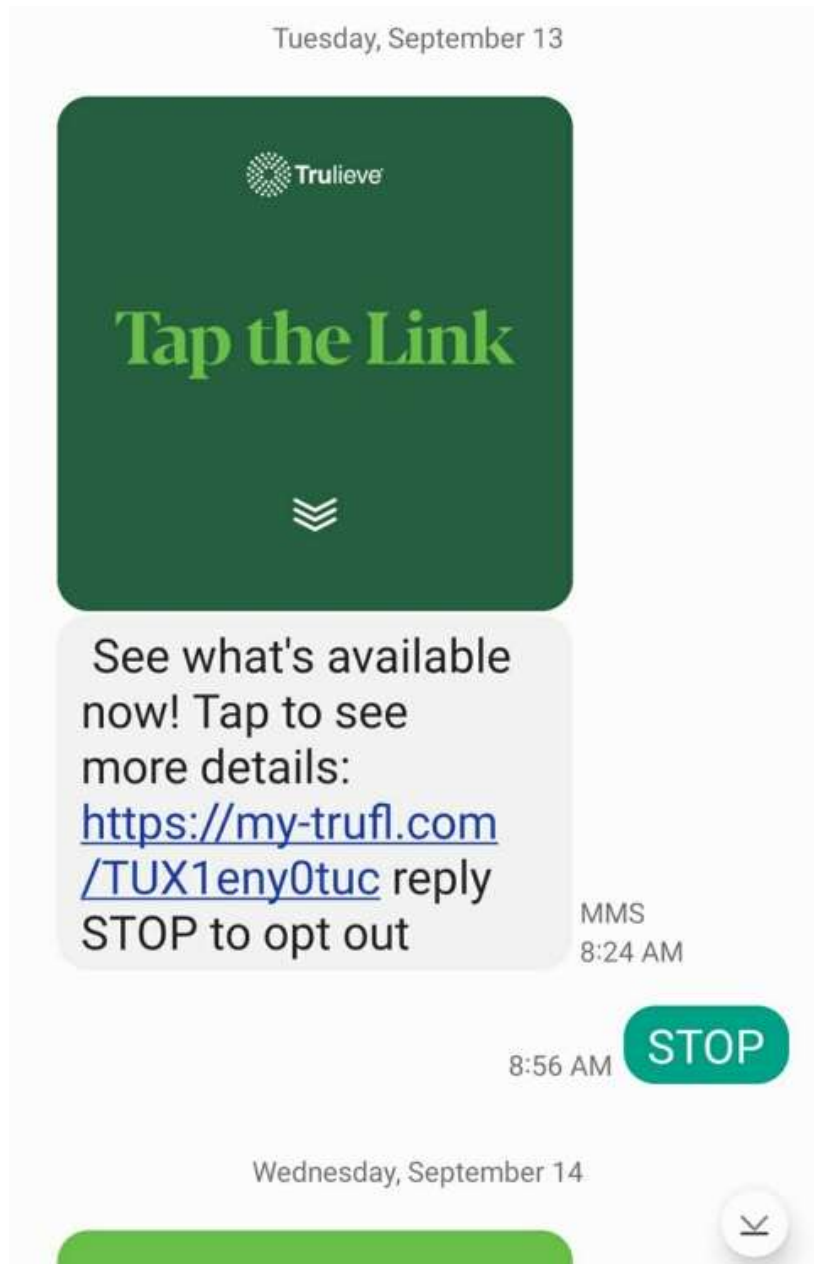 Tuesday, September 13
Trulieve
Tap the Link
See what's available
now! Tap to see
more details:
https://my-trufl.com
/TUX1eny0tuc reply
STOP to opt out
MMS
8:24 AM
8:56 AM STOP
Wednesday, September 14